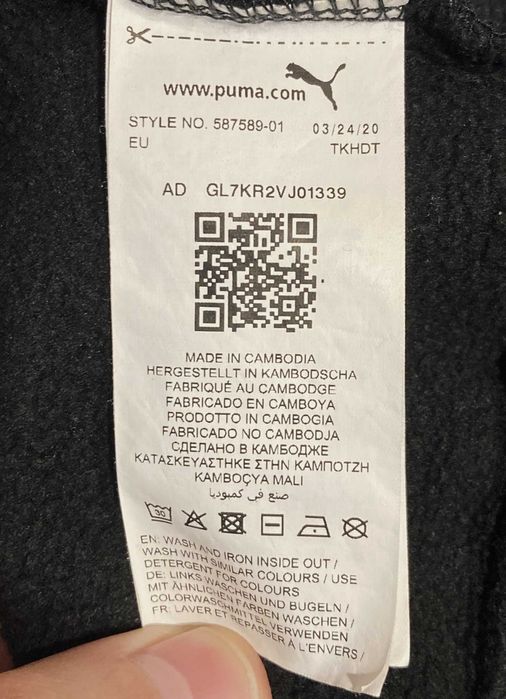 www.puma.com
STYLE NO. 587589-01 03/24/20
EU TKHDT
AD GL7KR2VJ01339
MADE IN CAMBODIA
HERGESTELLT IN KAMBODSCHA
FABRIQUÉ AU CAMBODGE
FABRICADO EN CAMBOYA
PRODOTTO IN CAMBOGIA
FABRICADO NO CAMBODJA
СДЕЛАНО В КАМБОДЖЕ
ΚΑΤΑΣΚΕΥΑΣΤΗΚΕ ΣΤΗΝ ΚΑΜΠΟΤΖΗ
KAMBOÇYA MALI
صنع في كمبوديا
30
EN: WASH AND IRON INSIDE OUT /
WASH WITH SIMILAR COLOURS / USE
DETERGENT FOR COLOURS
DE: LINKS WASCHEN UND BUGELN /
MIT ÄHNLICHEN FARBEN WASCHEN /
COLORWASCHMITTEL VERWENDEN
FR: LAVER ET REPASSER À L'ENVERS /